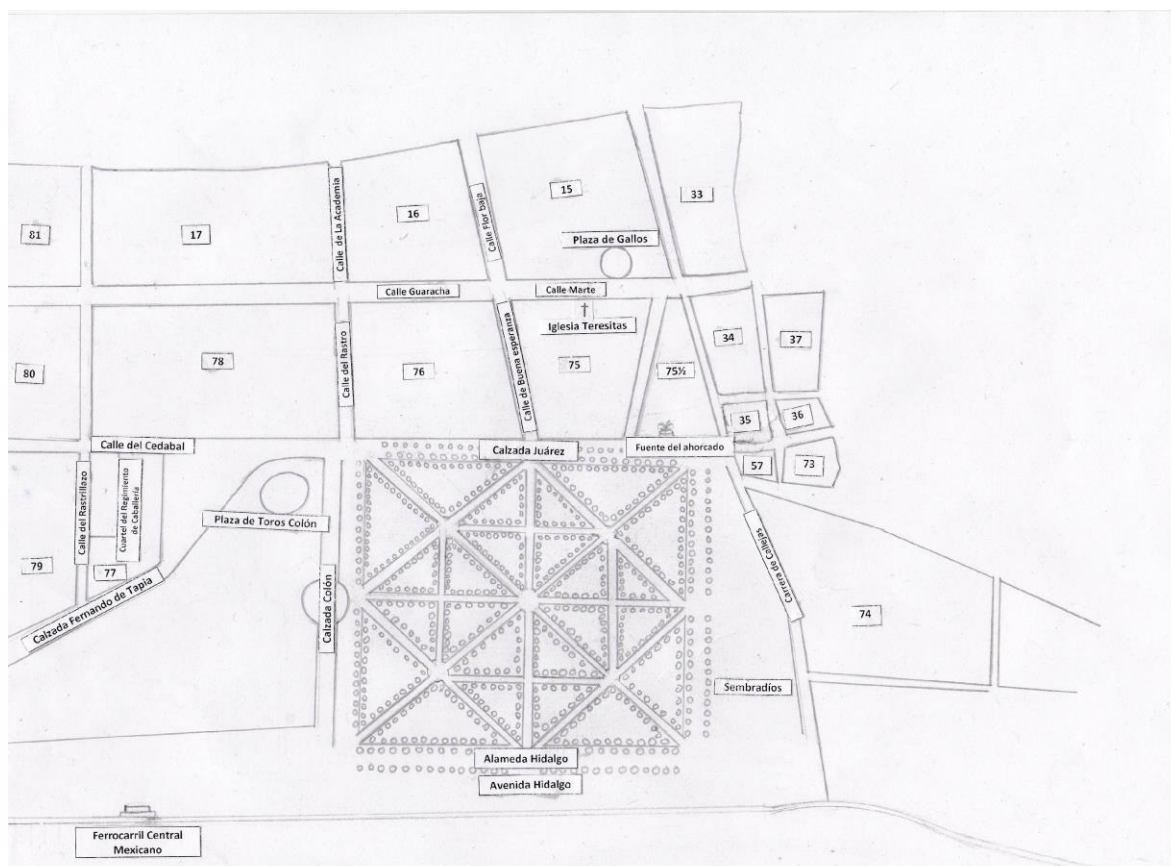 33
15
16
17
81
Calle de La Academia
Calle Flor baja
Plaza de Gallos
Calle Guaracha
Calle Marte
Iglesia Teresitas
34
37
80
78
Calle del Rastro
76
Calle de Buena esperanza
75
75½
35
36
Calle del Cedabal
Calzada Juárez
Fuente del ahorcado
57
73
Calle del Rastrillazo
Cuartel del Regimiento
de Caballería
Plaza de Toros Colón
79
77
Calzada Fernando de Tapia
Calzada Colón
Carrera de Callejas
74
Sembradíos
Alameda Hidalgo
Avenida Hidalgo
Ferrocarril Central
Mexicano